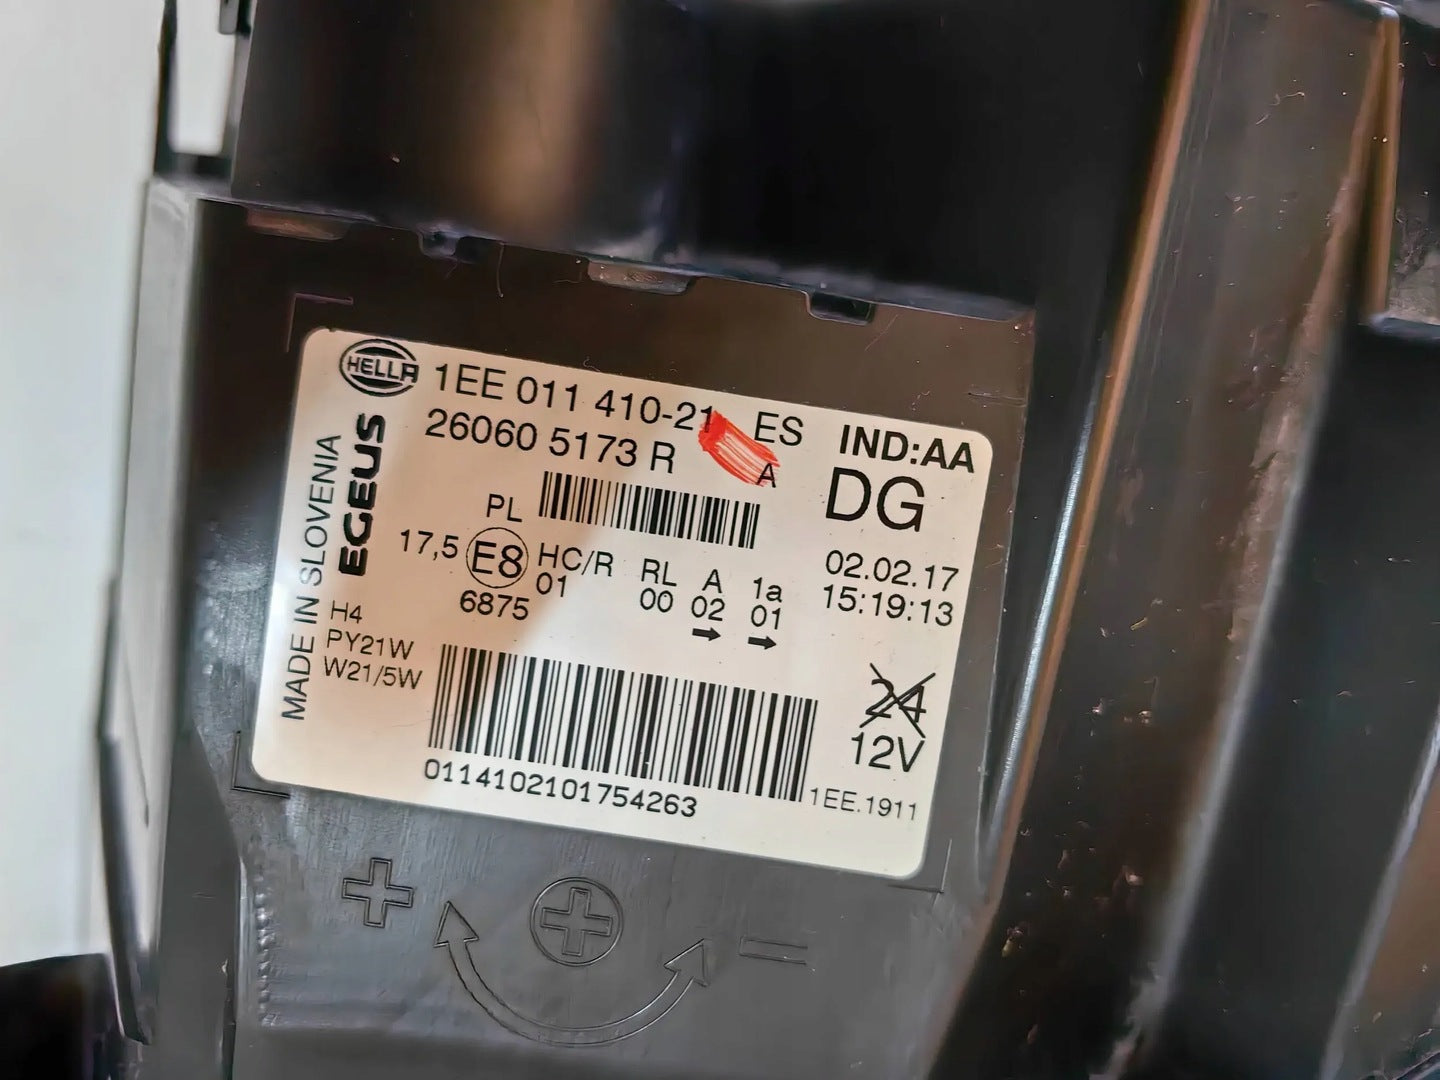 HELLA
1EE 011 410-21 ES IND:AA
26060 5173 R A DG
EGEUS
MADE IN SLOVENIA
PL
17,5 E8 HC/R RL A 1a 02.02.17
6875 01 00 02 01 15:19:13
H4
PY21W
W21/5W
24
12V
0114102101754263 1EE.1911